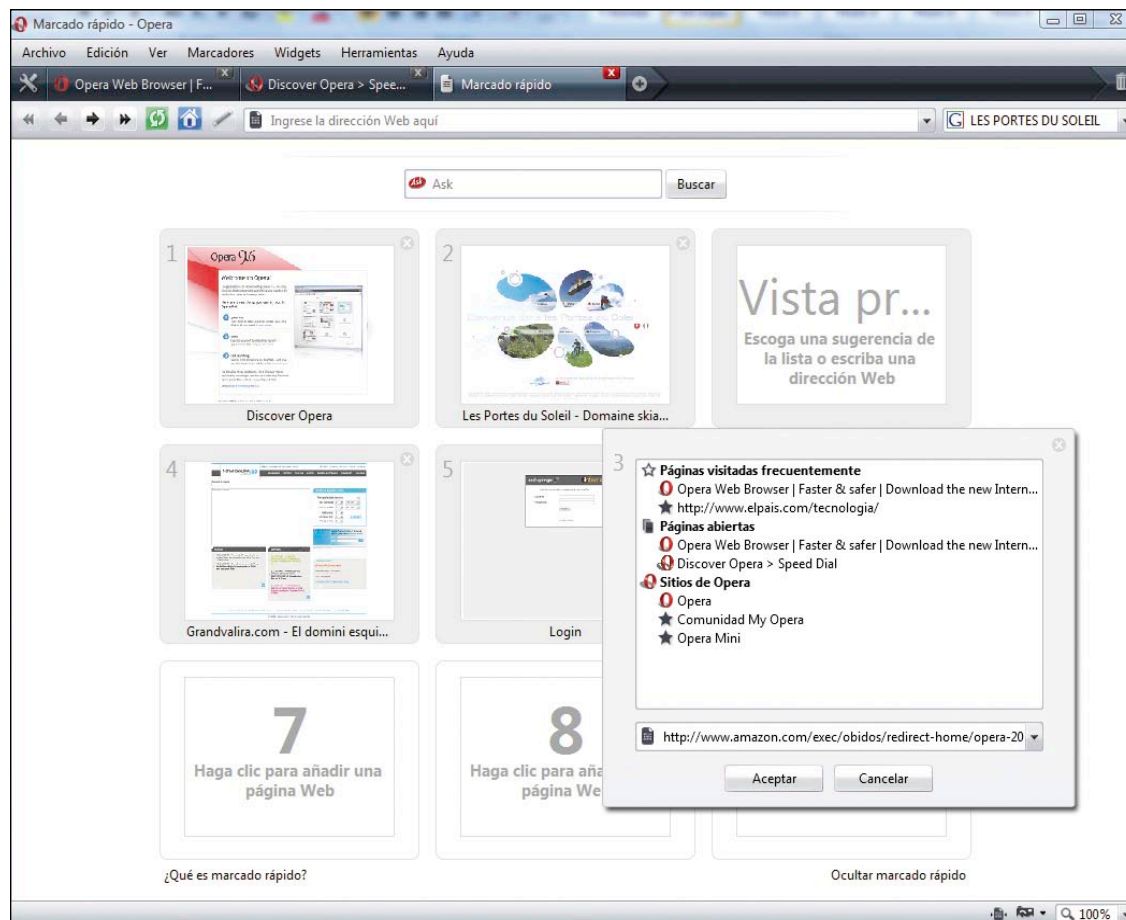 Marcado rápido - Opera
Archivo Edición Ver Marcadores Widgets Herramientas Ayuda
Opera Web Browser | F... Discover Opera > Spee... Marcado rápido
Ingrese la dirección Web aquí LES PORTES DU SOLEIL
Ask Buscar
1 Opera 9.6
Welcome to Opera!
Discover Opera
2
Les Portes du Soleil - Domaine skia...
Vista pr...
Escoga una sugerencia de
la lista o escriba una
dirección Web
4
Grandvalira.com - El domini esqui...
5
Login
3
Páginas visitadas frecuentemente
Opera Web Browser | Faster & safer | Download the new Intern...
http://www.elpais.com/tecnologia/
Páginas abiertas
Opera Web Browser | Faster & safer | Download the new Intern...
Discover Opera > Speed Dial
Sitios de Opera
Opera
Comunidad My Opera
Opera Mini
http://www.amazon.com/exec/obidos/redirect-home/opera-20
Aceptar Cancelar
7
Haga clic para añadir una
página Web
8
Haga clic para aña
página We
¿Qué es marcado rápido? Ocultar marcado rápido
100%